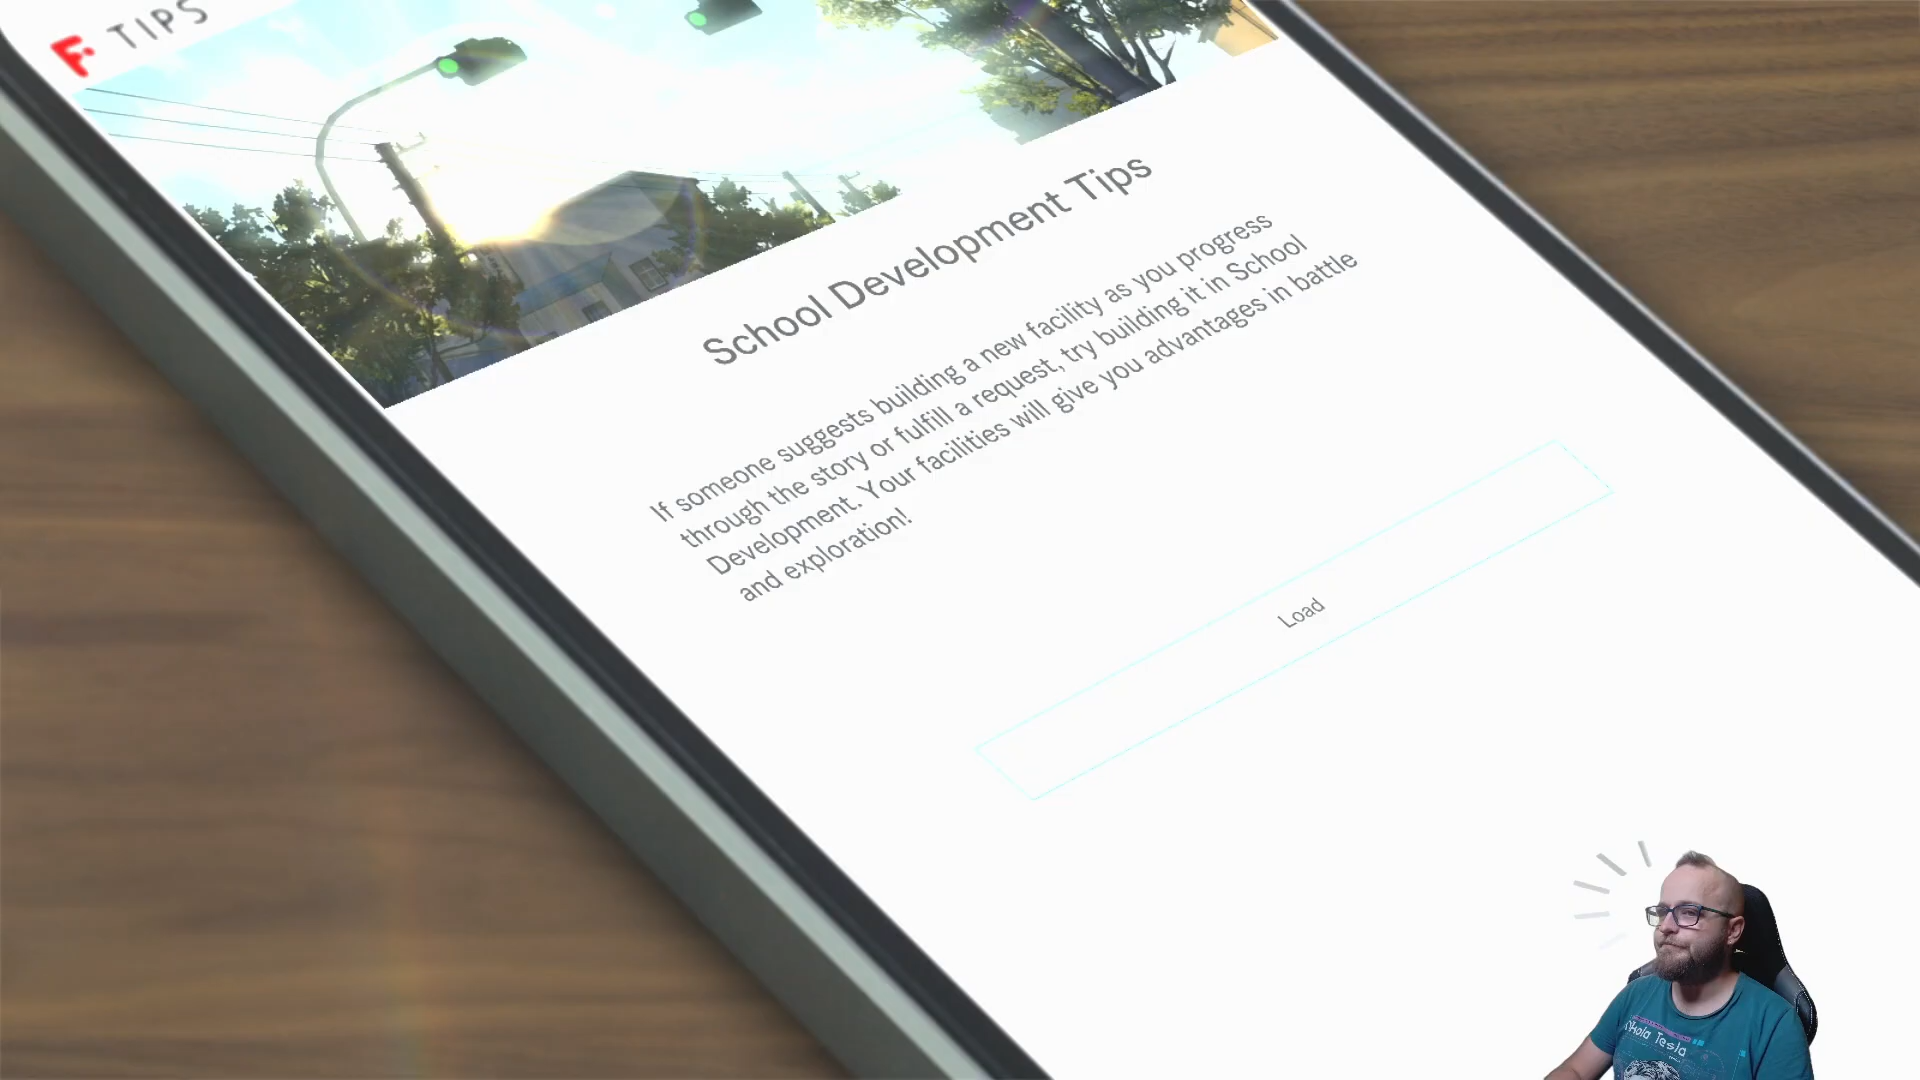 TIPS
School Development Tips
If someone suggests building a new facility as you progress
through the story or fulfill a request, try building it in School
Development. Your facilities will give you advantages in battle
and exploration!
Load
Nikola Tesla